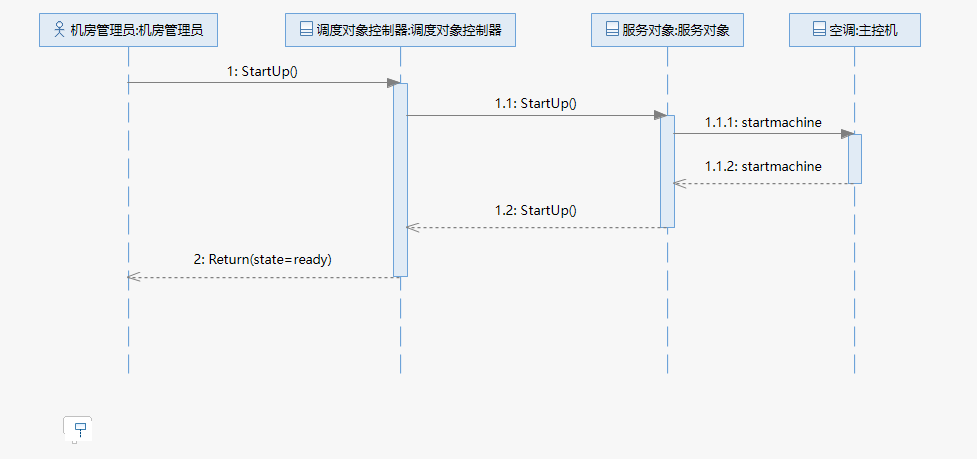 机房管理员:机房管理员
调度对象控制器:调度对象控制器
服务对象:服务对象
空调:主控机
1: StartUp()
1.1: StartUp()
1.1.1: startmachine
1.1.2: startmachine
1.2: StartUp()
2: Return(state=ready)